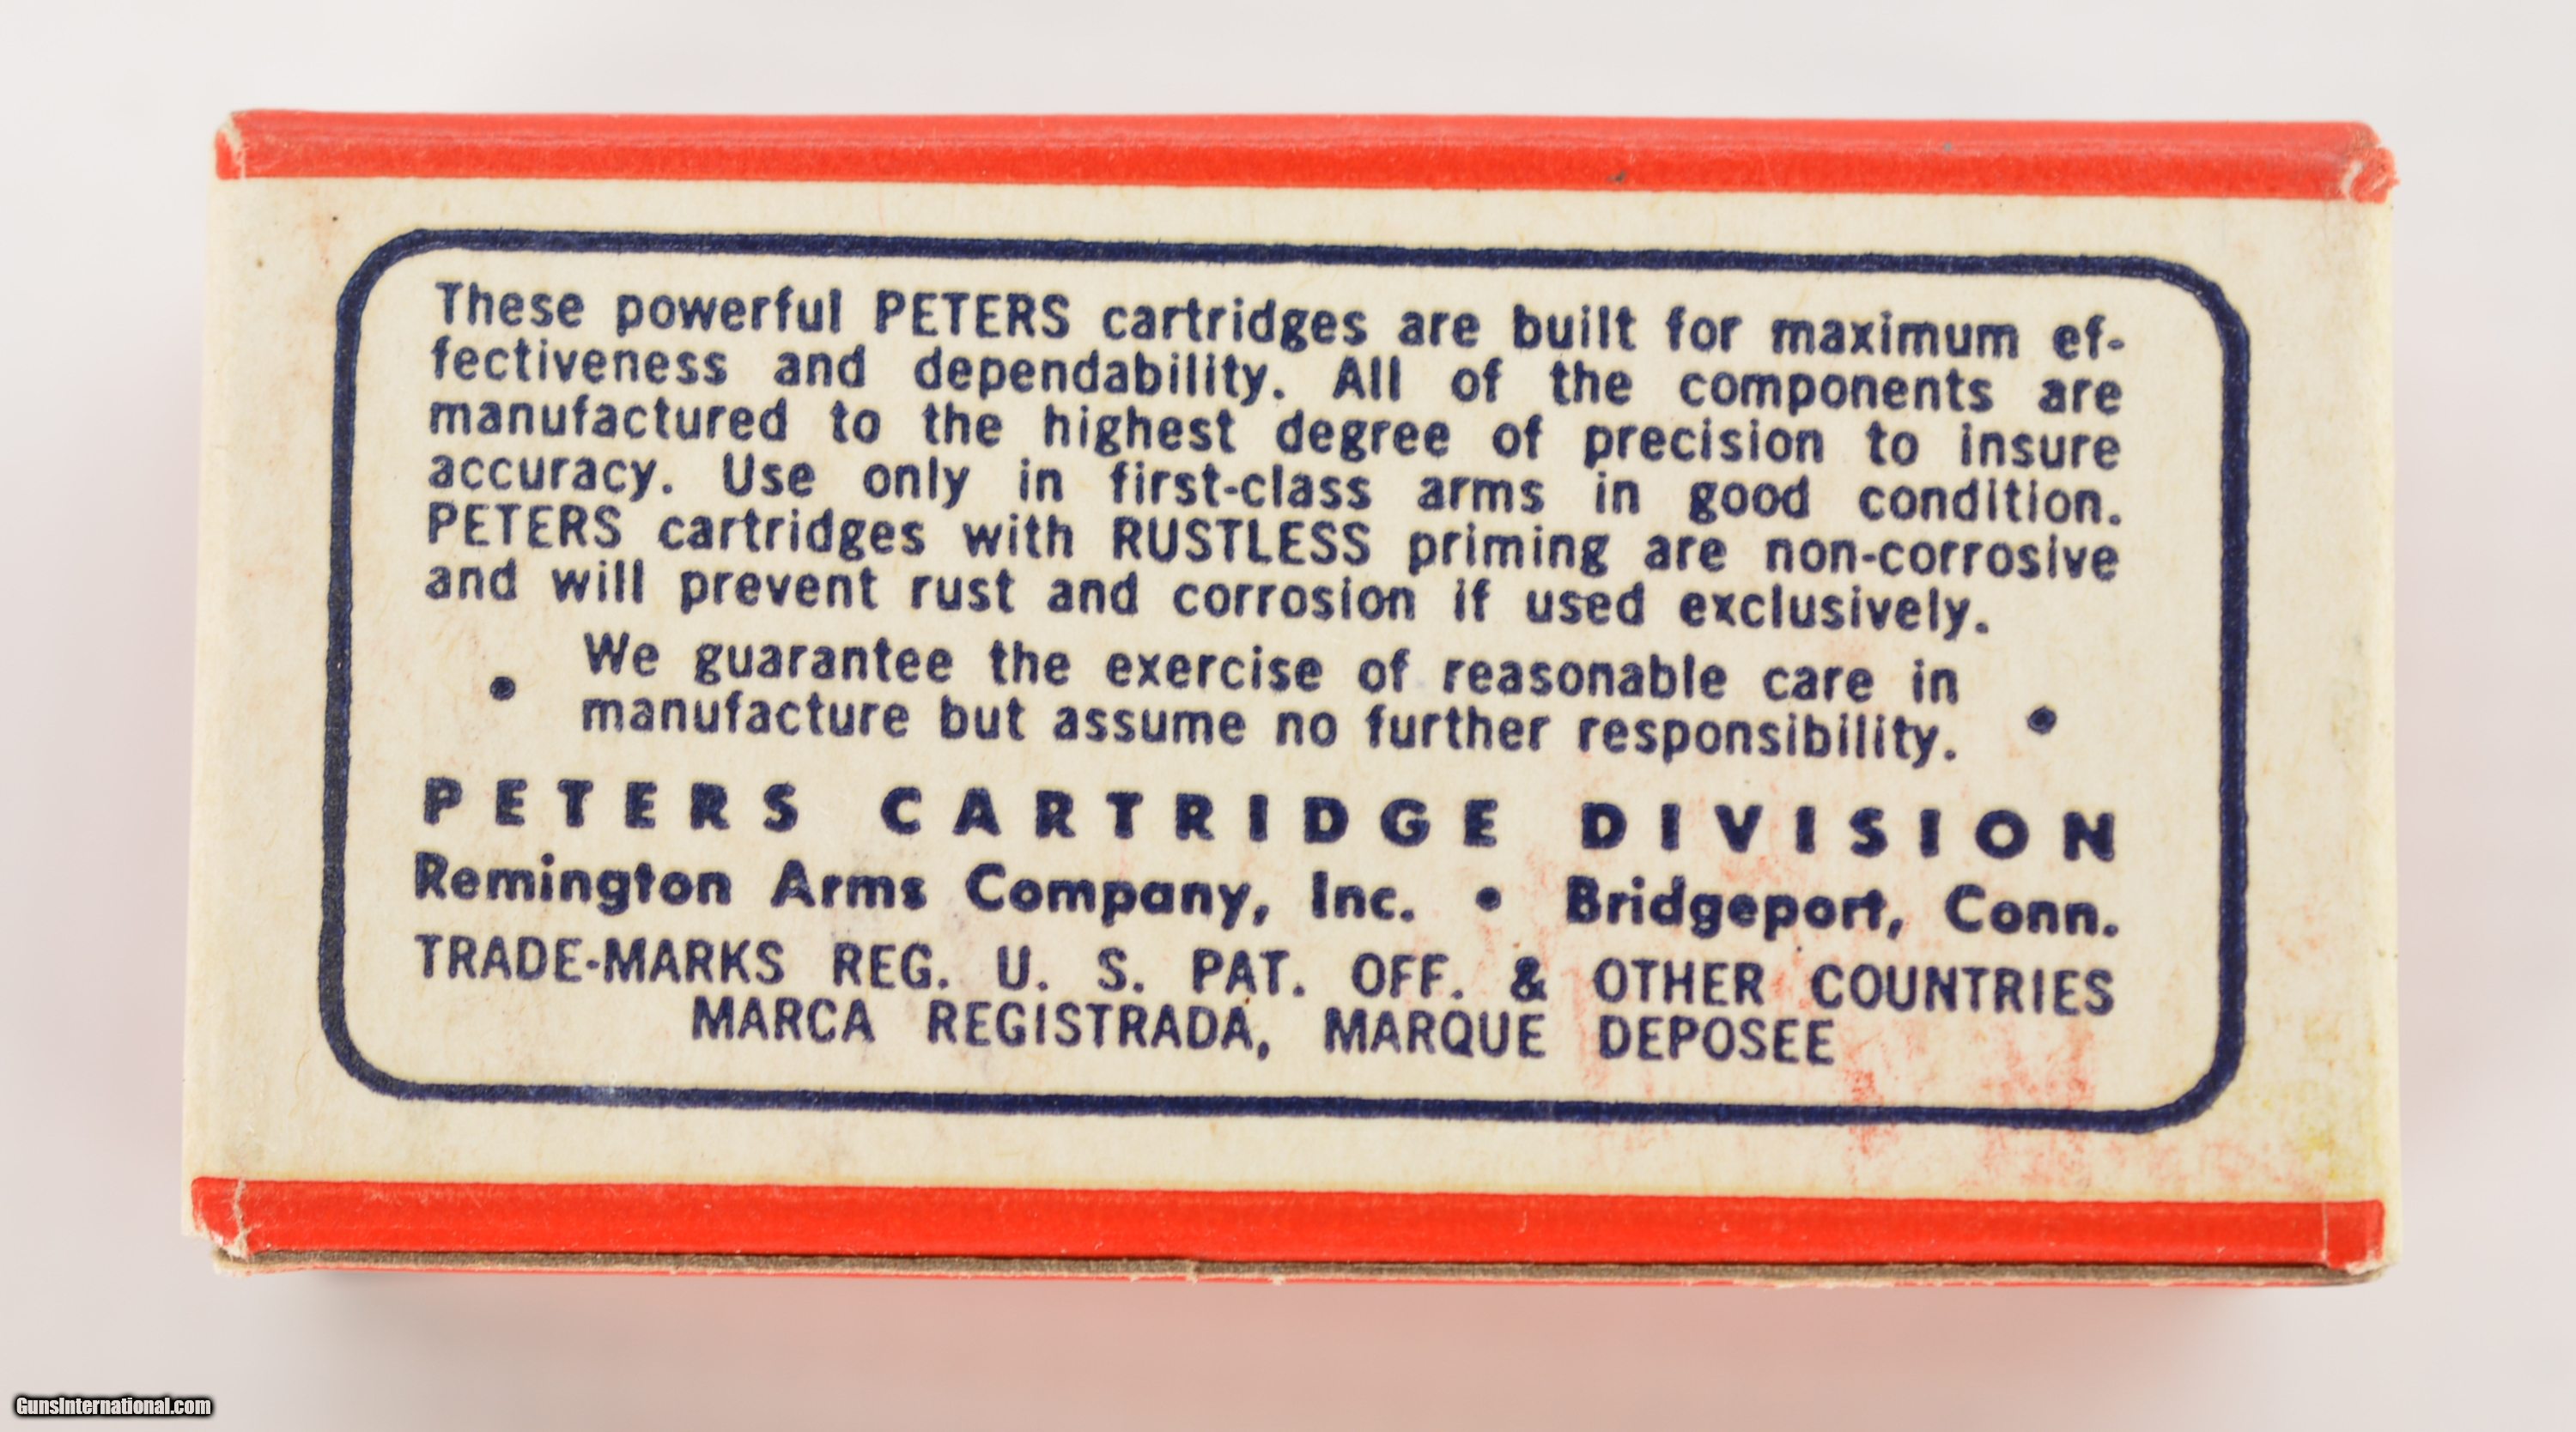 These powerful PETERS cartridges are built for maximum ef-
fectiveness and dependability. All of the components are
manufactured to the highest degree of precision to insure
accuracy. Use only in first-class arms in good condition.
PETERS cartridges with RUSTLESS priming are non-corrosive
and will prevent rust and corrosion if used exclusively.
We guarantee the exercise of reasonable care in
• manufacture but assume no further responsibility. •
PETERS CARTRIDGE DIVISION
Remington Arms Company, Inc. • Bridgeport, Conn.
TRADE-MARKS REG. U. S. PAT. OFF. & OTHER COUNTRIES
MARCA REGISTRADA, MARQUE DEPOSEE
GunsInternational.com